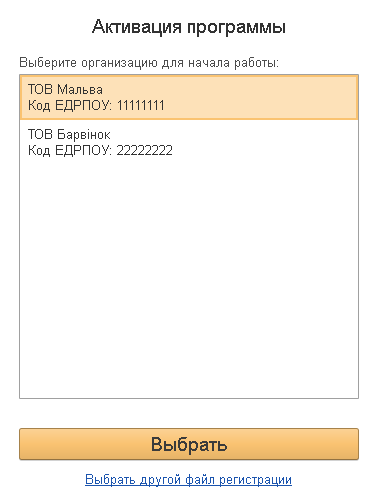 Активация программы
Выберите организацию для начала работы:
ТОВ Мальва
Код ЕДРПОУ: 11111111
ТОВ Барвінок
Код ЕДРПОУ: 22222222
Выбрать
Выбрать другой файл регистрации